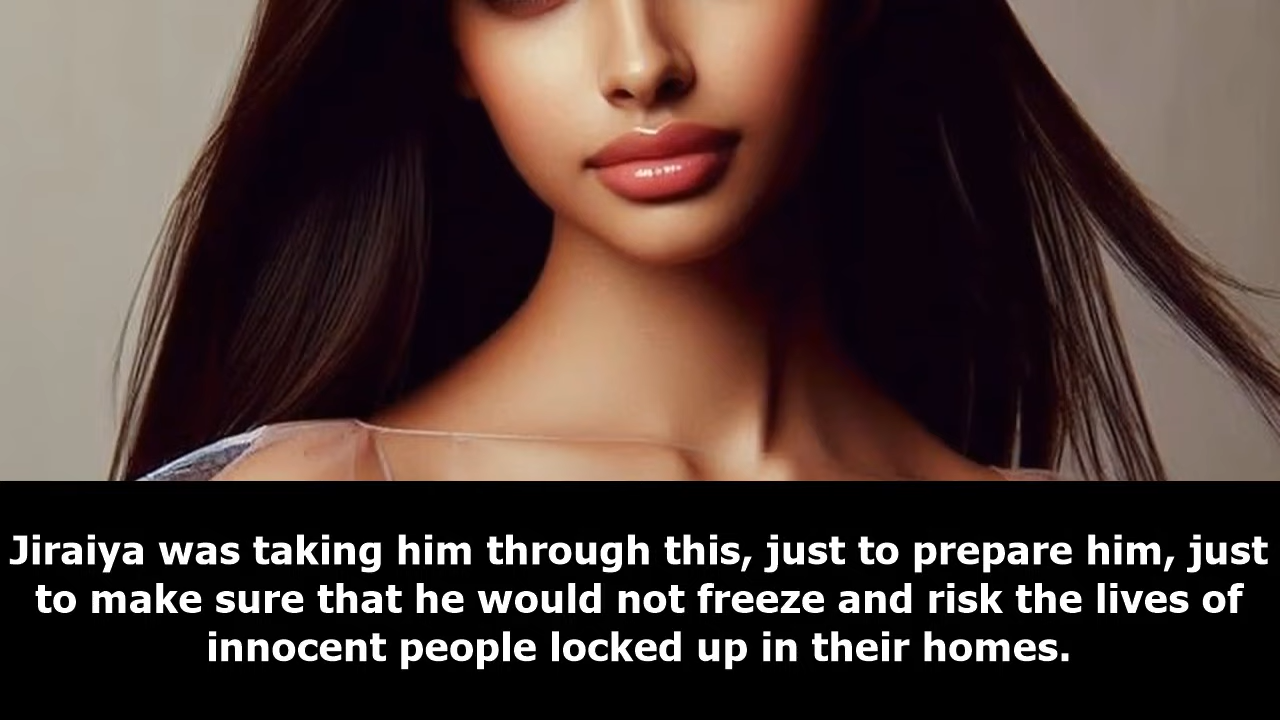 Jiraiya was taking him through this, just to prepare him, just
to make sure that he would not freeze and risk the lives of
innocent people locked up in their homes.